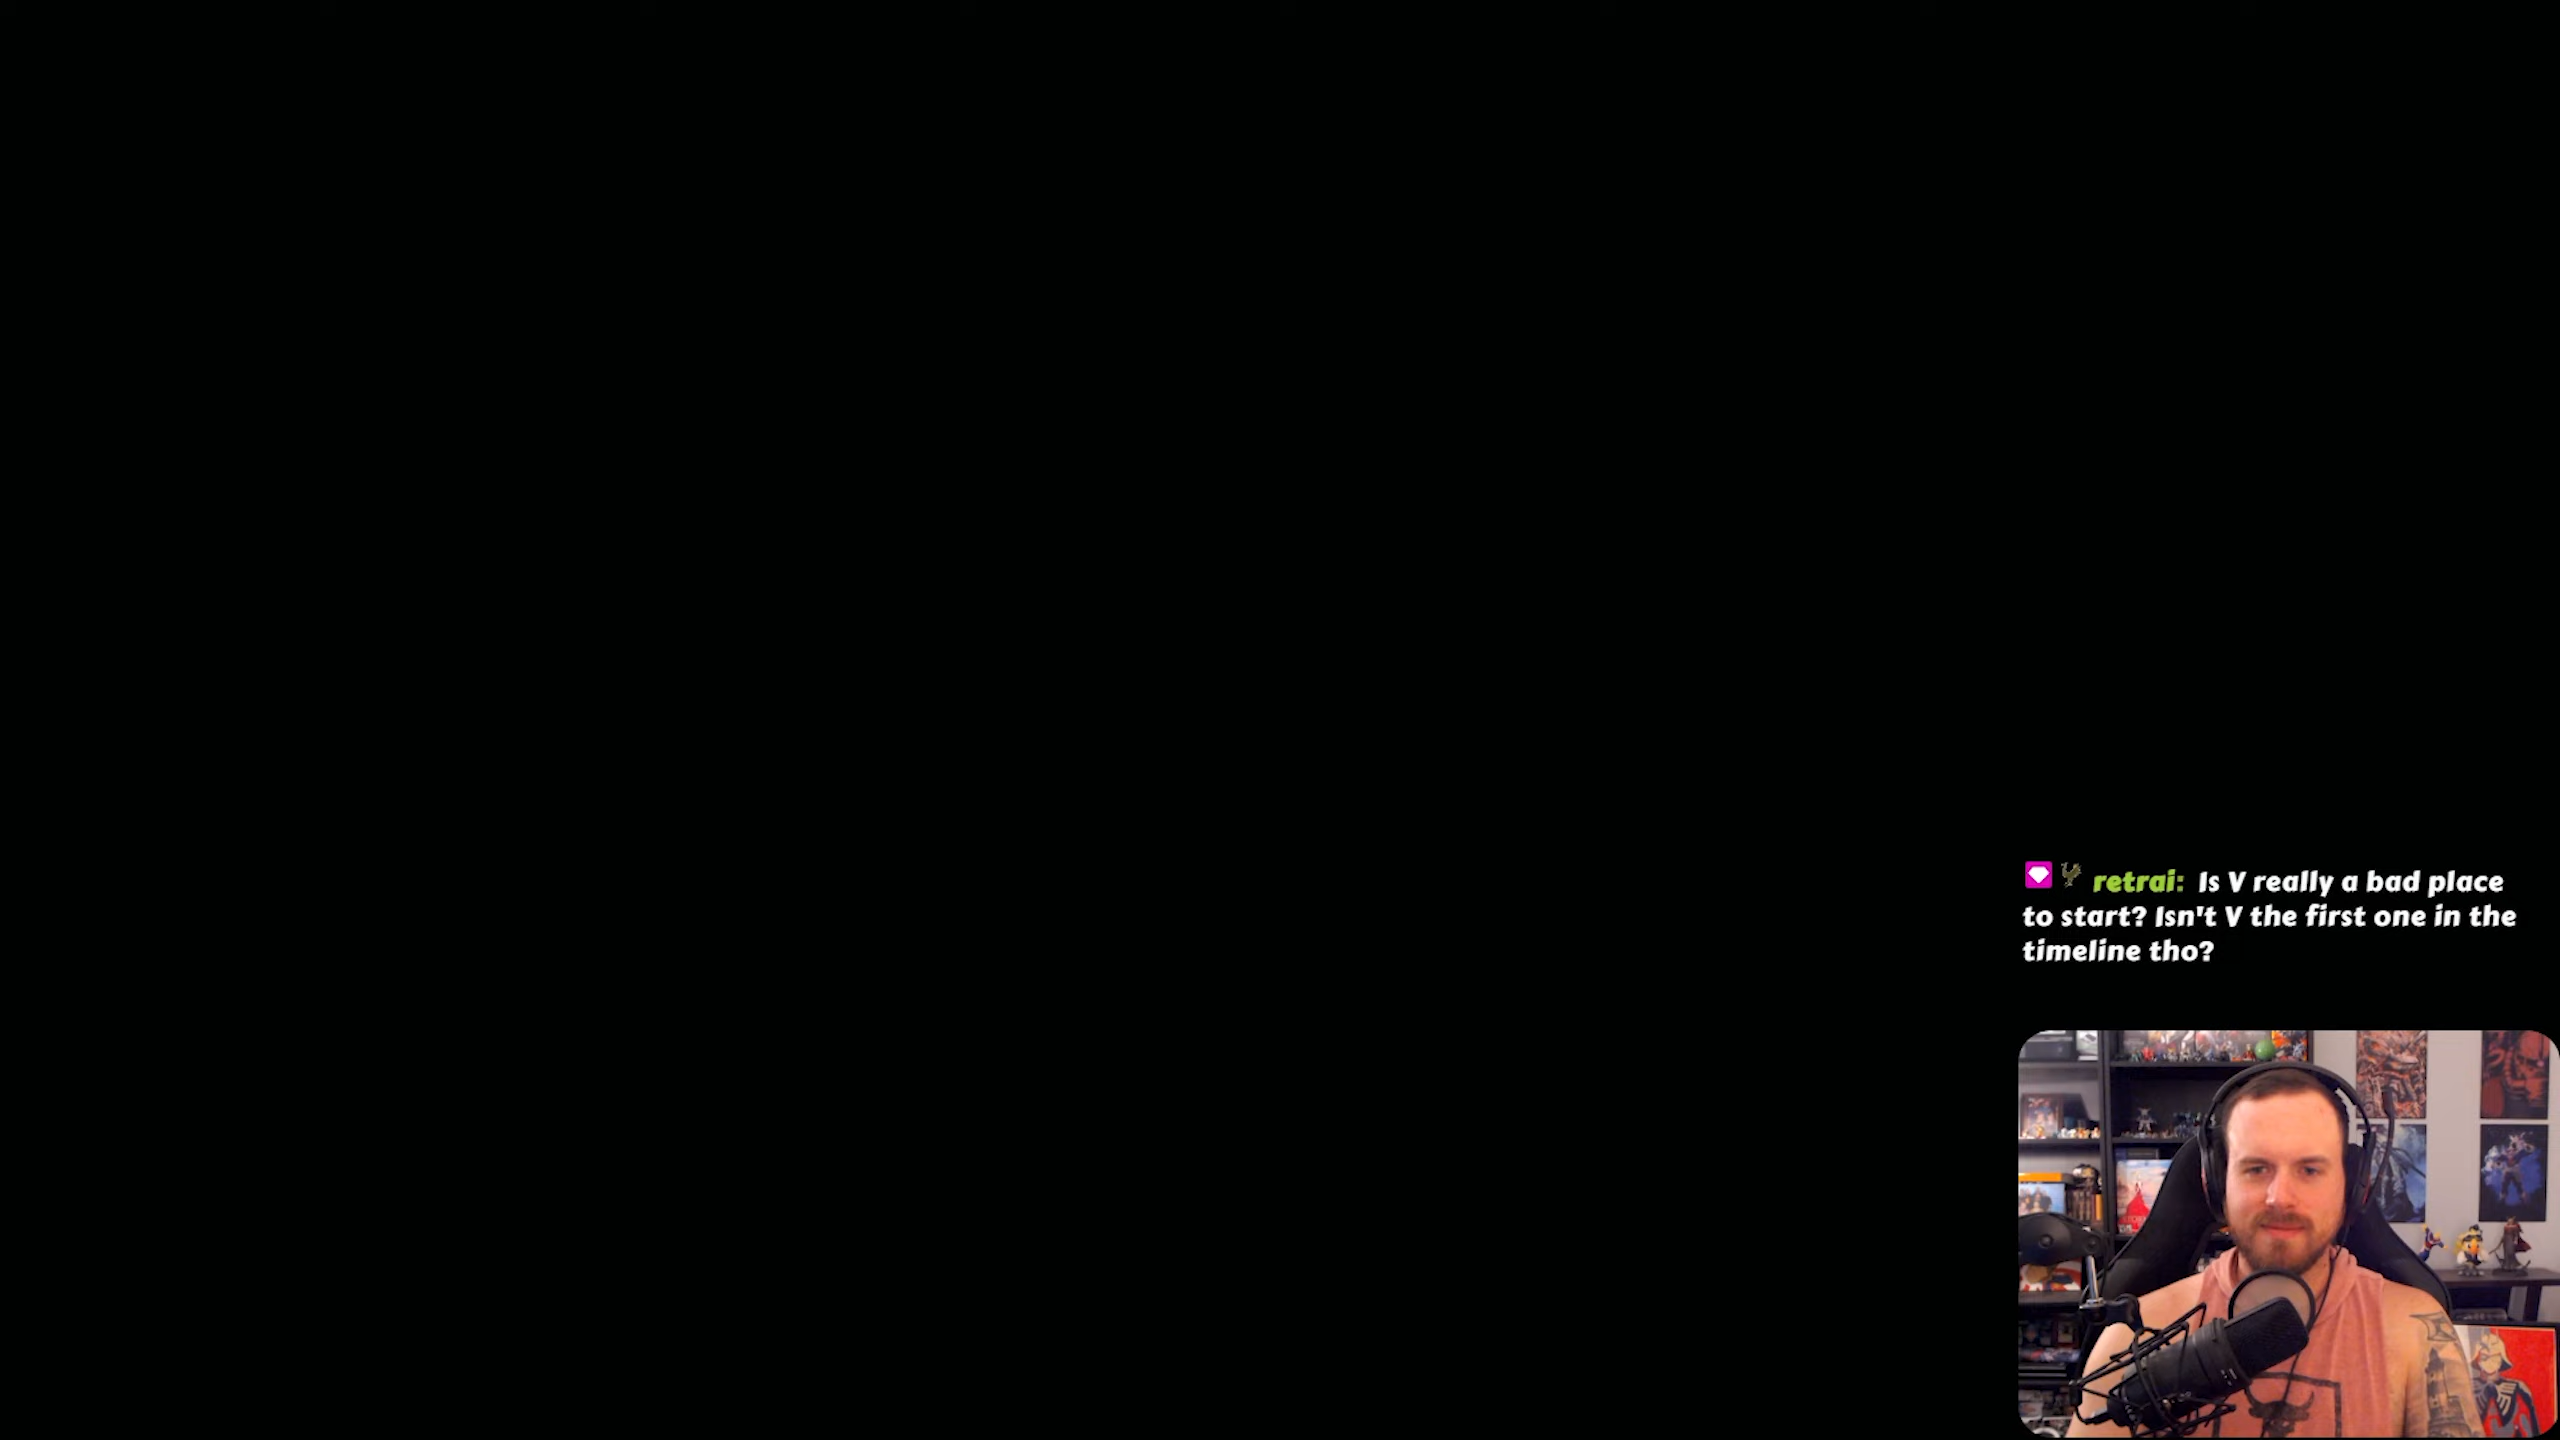 retrai: Is V really a bad place
to start? Isn't V the first one in the
timeline tho?